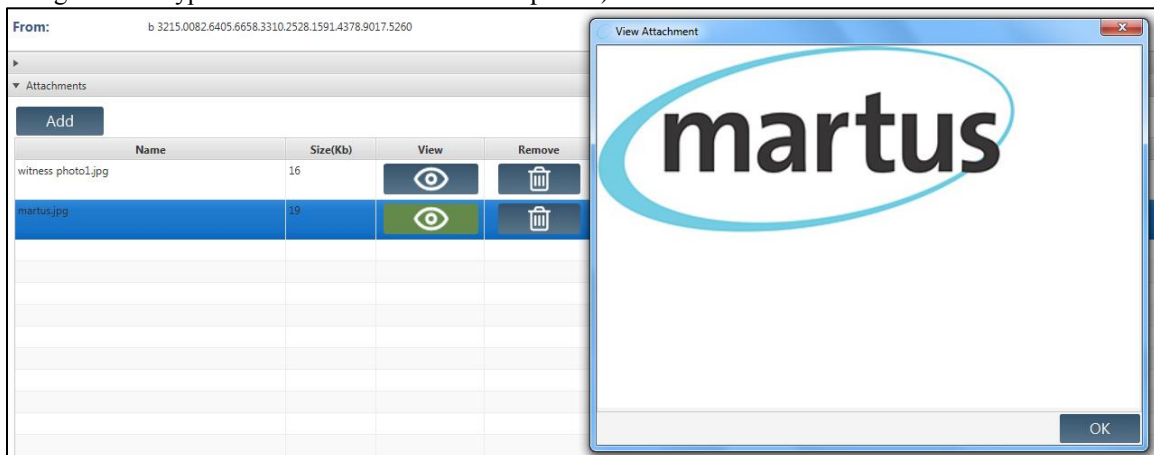 From: b 3215.0082.6405.6658.3310.2528.1591.4378.9017.5260
Attachments
Add
Name Size(Kb) View Remove
witness photo1.jpg 16
martus.jpg 19
View Attachment
martus
OK